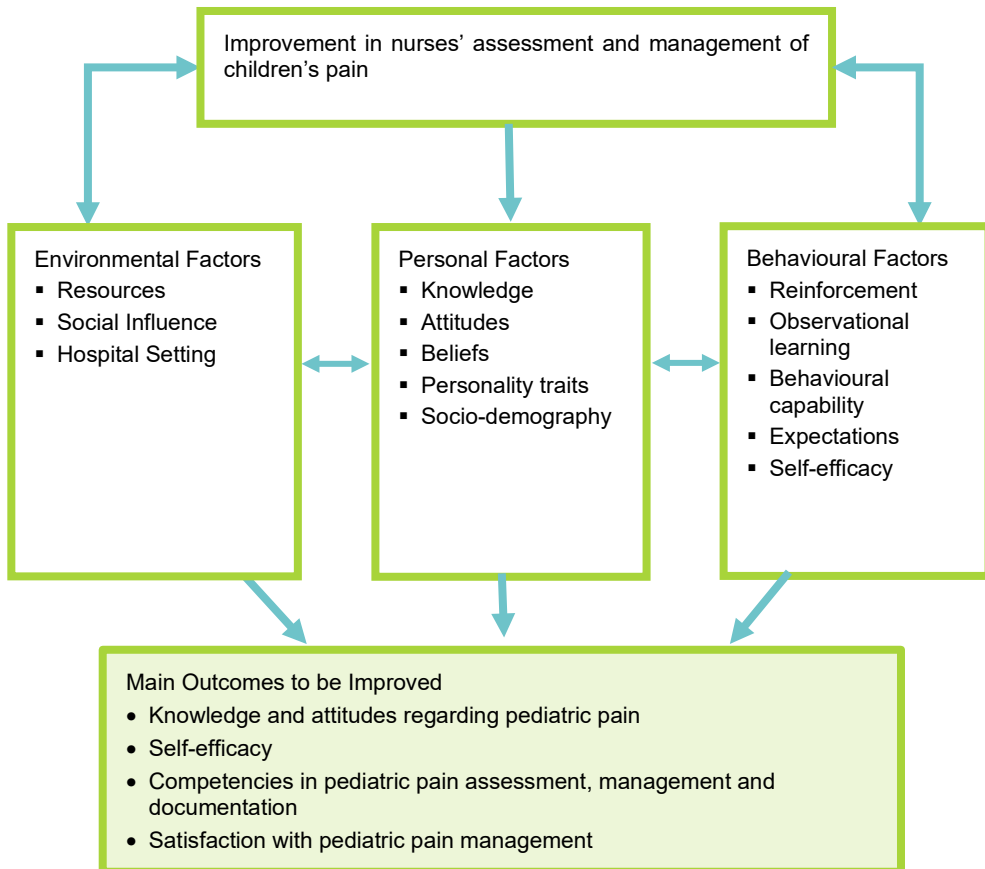 Improvement in nurses’ assessment and management of
children’s pain
Environmental Factors
▪ Resources
▪ Social Influence
▪ Hospital Setting
Personal Factors
▪ Knowledge
▪ Attitudes
▪ Beliefs
▪ Personality traits
▪ Socio-demography
Behavioural Factors
▪ Reinforcement
▪ Observational
learning
▪ Behavioural
capability
▪ Expectations
▪ Self-efficacy
Main Outcomes to be Improved
• Knowledge and attitudes regarding pediatric pain
• Self-efficacy
• Competencies in pediatric pain assessment, management and
documentation
• Satisfaction with pediatric pain management